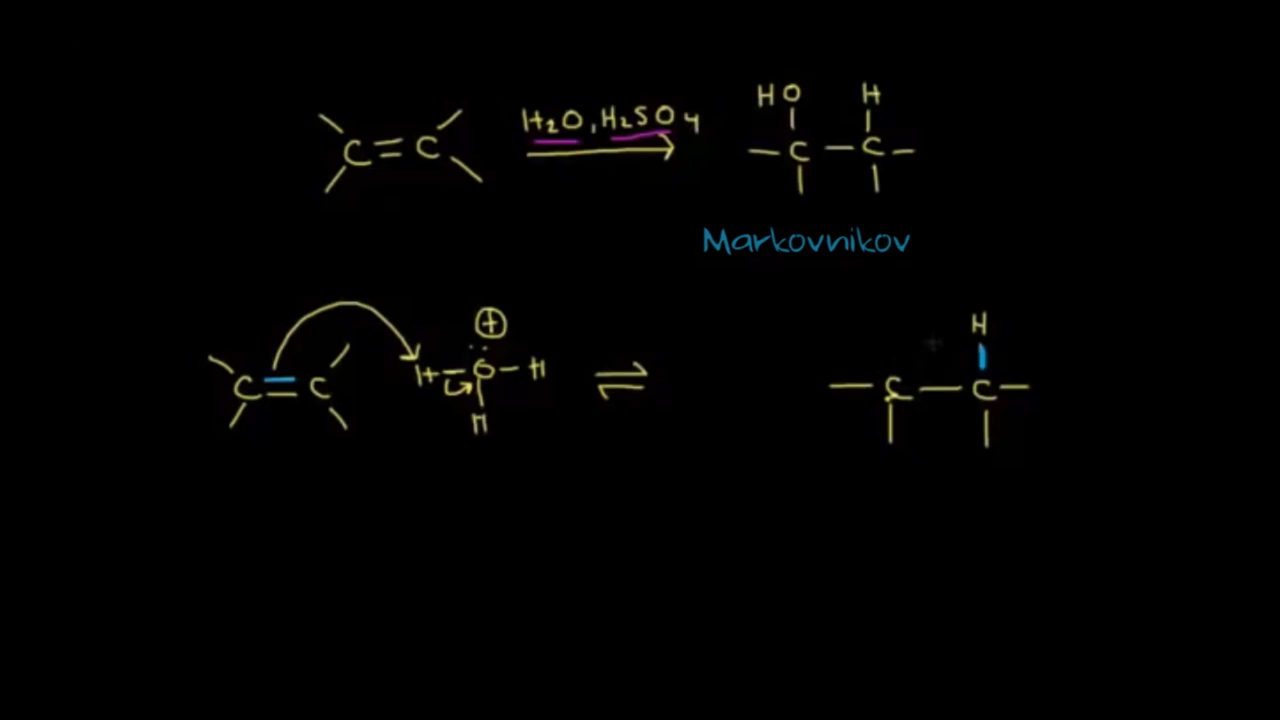 HO H
C=C H₂O, H₂SO₄ C-C
Markovnikov
⊕ H
C=C H-O-H ⇌ C-C
H